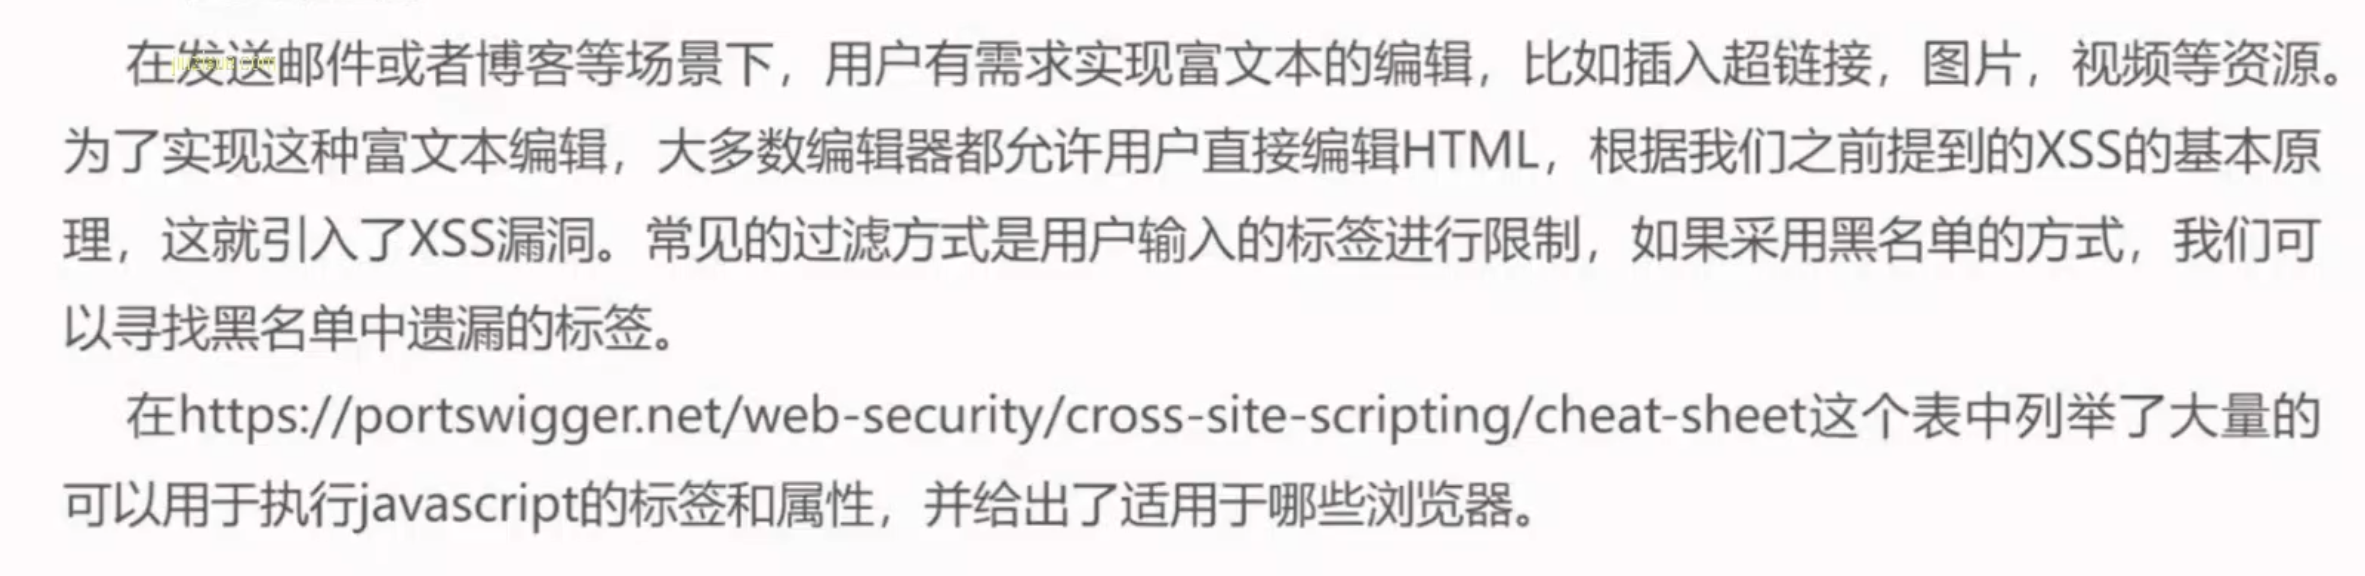 在发送邮件或者博客等场景下，用户有需求实现富文本的编辑，比如插入超链接，图片，视频等资源。
为了实现这种富文本编辑，大多数编辑器都允许用户直接编辑HTML，根据我们之前提到的XSS的基本原
理，这就引入了XSS漏洞。常见的过滤方式是用户输入的标签进行限制，如果采用黑名单的方式，我们可
以寻找黑名单中遗漏的标签。
在https://portswigger.net/web-security/cross-site-scripting/cheat-sheet这个表中列举了大量的
可以用于执行javascript的标签和属性，并给出了适用于哪些浏览器。